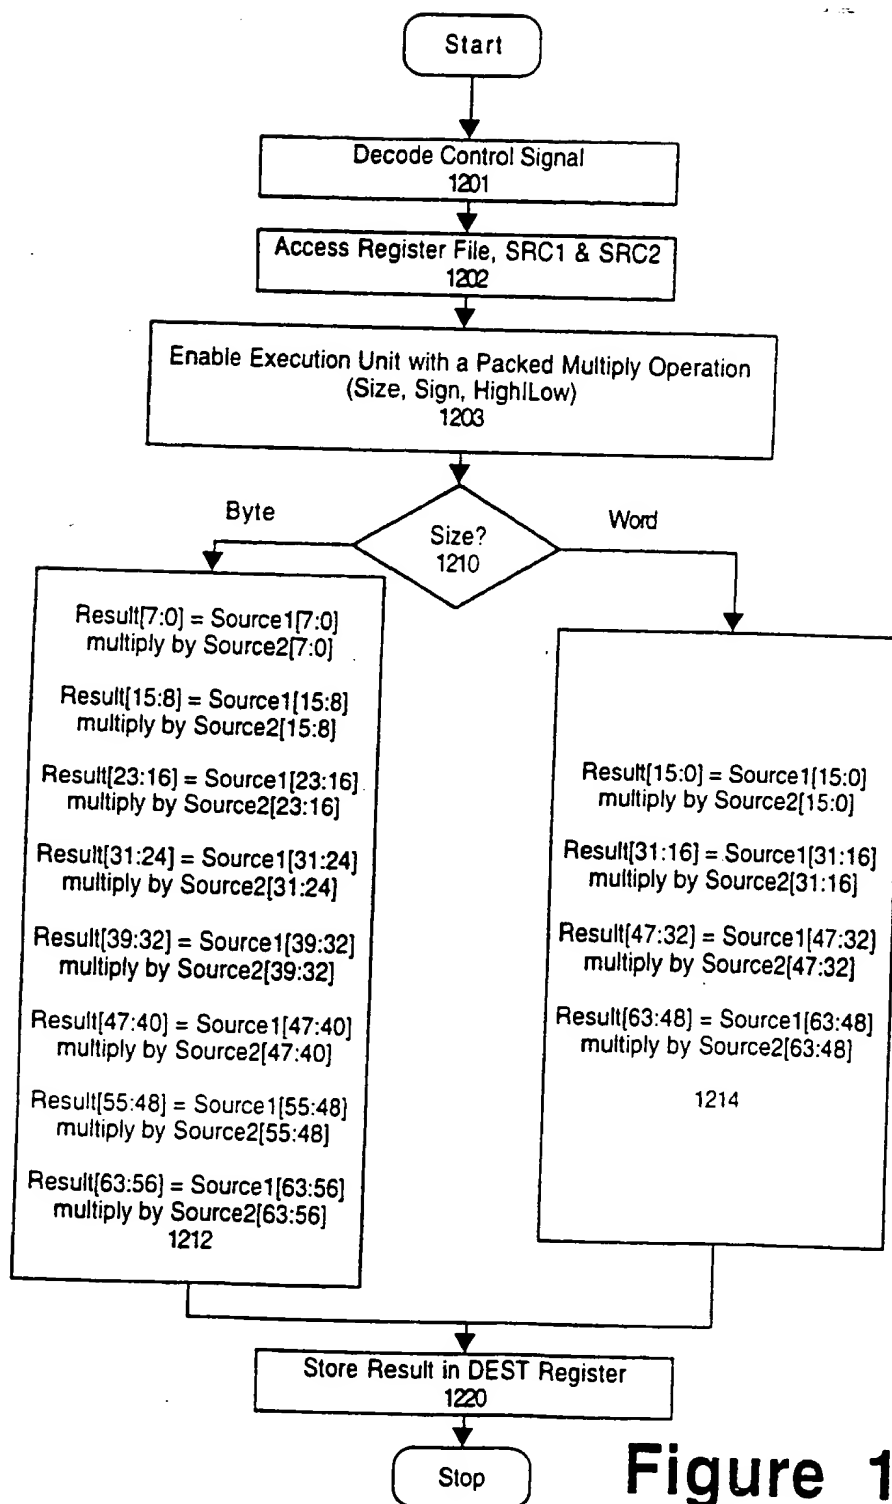 Start
Decode Control Signal
1201
Access Register File, SRC1 & SRC2
1202
Enable Execution Unit with a Packed Multiply Operation
(Size, Sign, High|Low)
1203
Size?
1210
Byte
Word
Result[7:0] = Source1[7:0]
multiply by Source2[7:0]
Result[15:8] = Source1[15:8]
multiply by Source2[15:8]
Result[23:16] = Source1[23:16]
multiply by Source2[23:16]
Result[31:24] = Source1[31:24]
multiply by Source2[31:24]
Result[39:32] = Source1[39:32]
multiply by Source2[39:32]
Result[47:40] = Source1[47:40]
multiply by Source2[47:40]
Result[55:48] = Source1[55:48]
multiply by Source2[55:48]
Result[63:56] = Source1[63:56]
multiply by Source2[63:56]
1212
Result[15:0] = Source1[15:0]
multiply by Source2[15:0]
Result[31:16] = Source1[31:16]
multiply by Source2[31:16]
Result[47:32] = Source1[47:32]
multiply by Source2[47:32]
Result[63:48] = Source1[63:48]
multiply by Source2[63:48]
1214
Store Result in DEST Register
1220
Stop
Figure 1